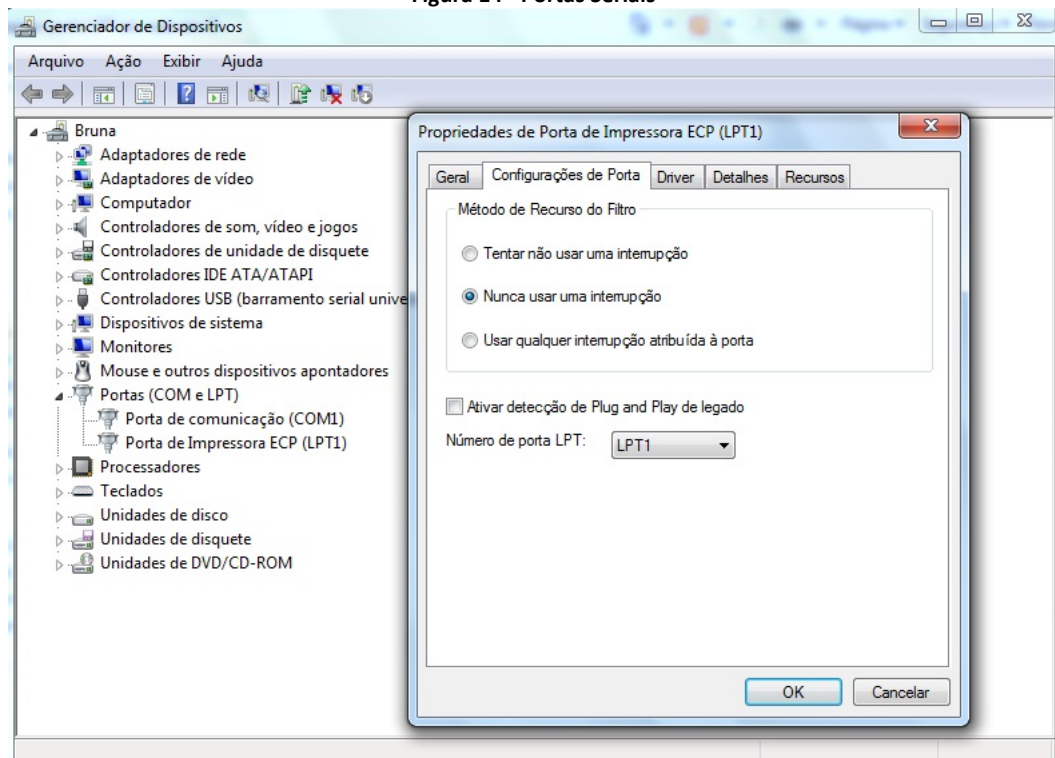 Figura 14 - Portas Seriais
Gerenciador de Dispositivos
Arquivo Ação Exibir Ajuda
Bruna
Adaptadores de rede
Adaptadores de vídeo
Computador
Controladores de som, vídeo e jogos
Controladores de unidade de disquete
Controladores IDE ATA/ATAPI
Controladores USB (barramento serial unive
Dispositivos de sistema
Monitores
Mouse e outros dispositivos apontadores
Portas (COM e LPT)
Porta de comunicação (COM1)
Porta de Impressora ECP (LPT1)
Processadores
Teclados
Unidades de disco
Unidades de disquete
Unidades de DVD/CD-ROM
Propriedades de Porta de Impressora ECP (LPT1)
Geral Configurações de Porta Driver Detalhes Recursos
Método de Recurso do Filtro
Tentar não usar uma interrupção
Nunca usar uma interrupção
Usar qualquer interrupção atribuída à porta
Ativar detecção de Plug and Play de legado
Número de porta LPT: LPT1
OK Cancelar